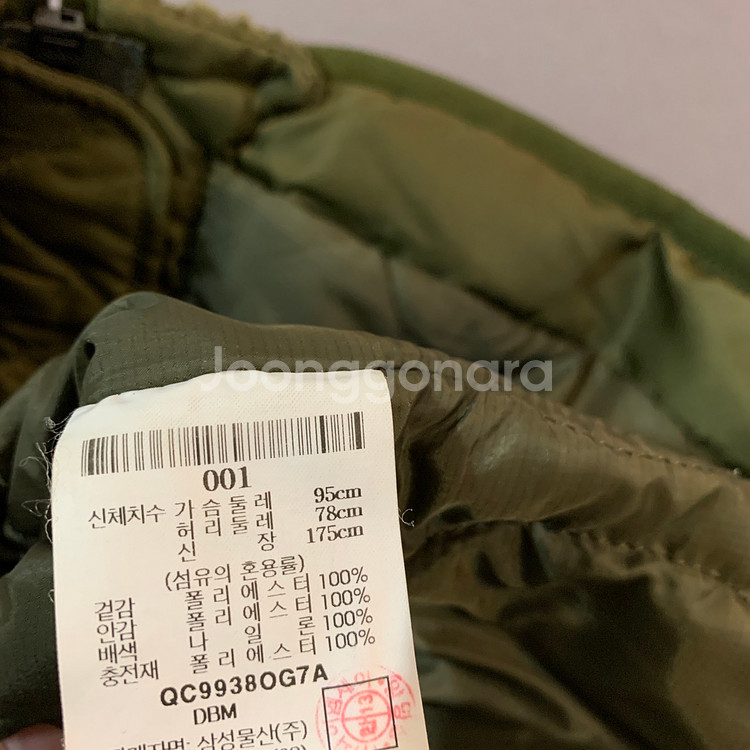 Joonggonara
001
신체치수 가 슴 둘 레 95cm
허 리 둘 레 78cm
신 장 175cm
(섬유의 혼용률)
겉감 폴 리 에 스 터 100%
안감 폴 리 에 스 터 100%
배색 나 일 론 100%
충전재 폴 리 에 스 터 100%
QC9938OG7A
DBM
삼성물산(주)